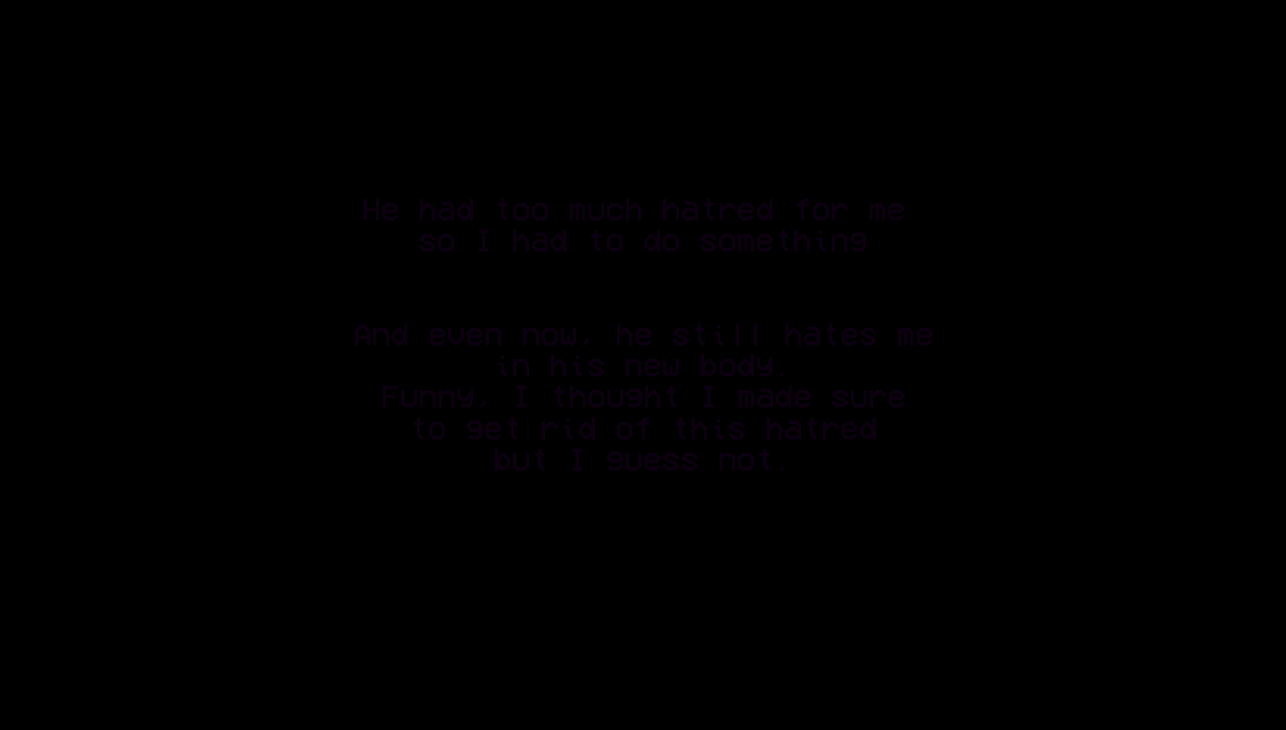 He had too much hatred for me
so I had to do something
And even now, he still hates me
in his new body.
Funny, I thought I made sure
to get rid of this hatred
but I guess not.